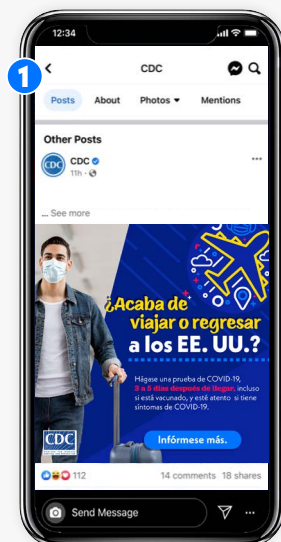 12:34
1
CDC
Posts About Photos Mentions
Other Posts
CDC CDC
11h
... See more
¿Acaba de
viajar o regresar
a los EE. UU.?
Hágase una prueba de COVID-19,
3 a 5 días después de llegar, incluso
si está vacunado, y esté atento si tiene
síntomas de COVID-19.
CDC
Infórmese más.
112 14 comments 18 shares
Send Message